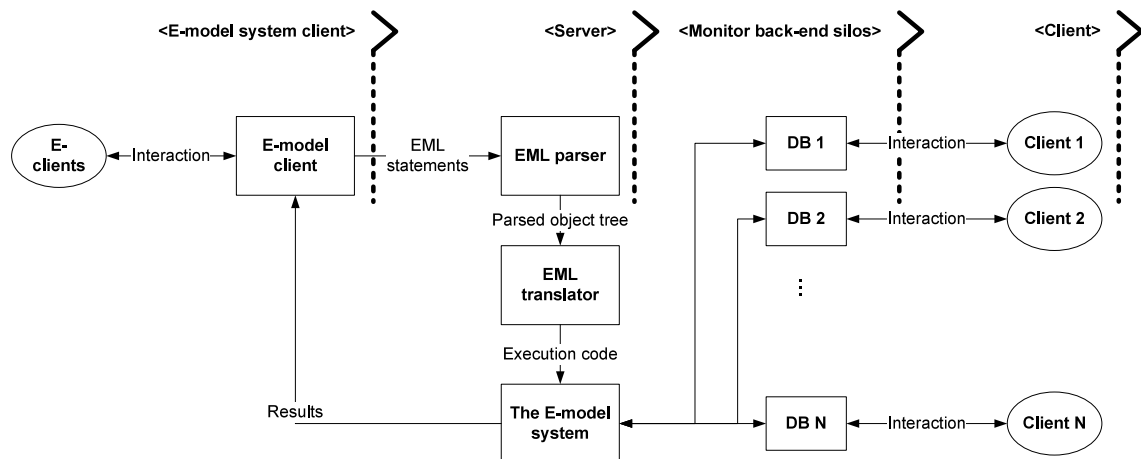 <E-model system client>
<Server>
<Monitor back-end silos>
<Client>
E-
clients
Interaction
E-model
client
EML
statements
EML parser
DB 1
Interaction
Client 1
Parsed object tree
DB 2
Interaction
Client 2
EML
translator
...
Execution code
Results
The E-model
system
DB N
Interaction
Client N